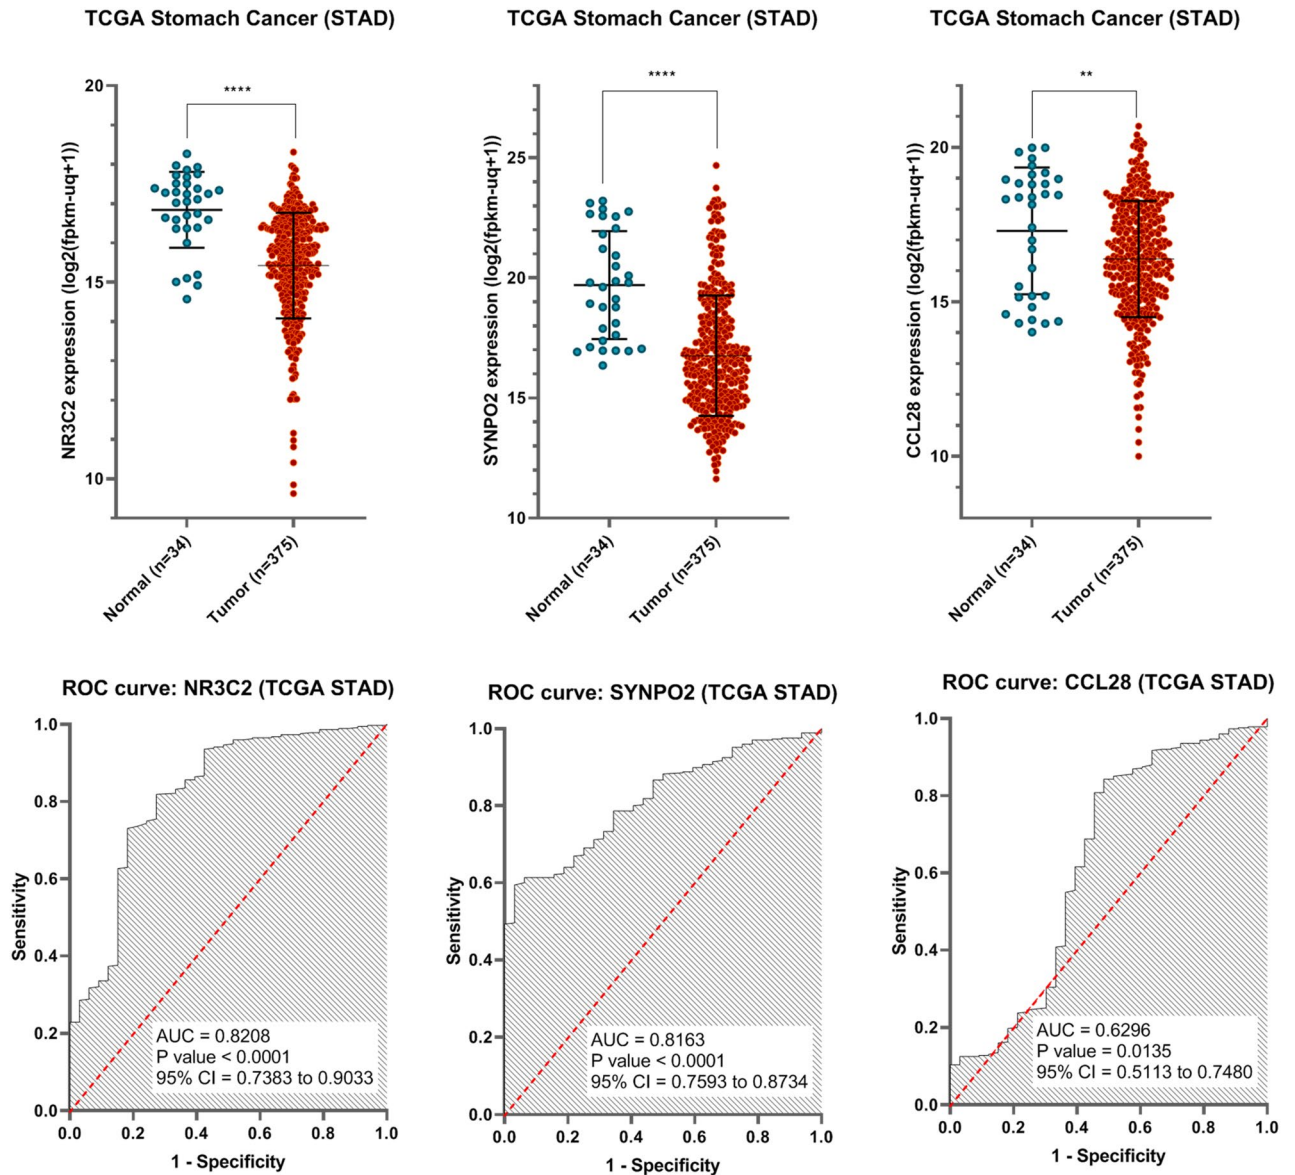 TCGA Stomach Cancer (STAD)
TCGA Stomach Cancer (STAD)
TCGA Stomach Cancer (STAD)
NR3C2 expression (log2(fpkm-uq+1))
20
15
10
****
Normal (n=34)
Tumor (n=375)
SYNPO2 expression (log2(fpkm-uq+1))
25
20
15
10
****
Normal (n=34)
Tumor (n=375)
CCL28 expression (log2(fpkm-uq+1))
20
15
10
**
Normal (n=34)
Tumor (n=375)
ROC curve: NR3C2 (TCGA STAD)
Sensitivity
1.0
0.8
0.6
0.4
0.2
0.0
AUC = 0.8208
P value < 0.0001
95% CI = 0.7383 to 0.9033
0.0 0.2 0.4 0.6 0.8 1.0
1 - Specificity
ROC curve: SYNPO2 (TCGA STAD)
Sensitivity
1.0
0.8
0.6
0.4
0.2
0.0
AUC = 0.8163
P value < 0.0001
95% CI = 0.7593 to 0.8734
0.0 0.2 0.4 0.6 0.8 1.0
1 - Specificity
ROC curve: CCL28 (TCGA STAD)
Sensitivity
1.0
0.8
0.6
0.4
0.2
0.0
AUC = 0.6296
P value = 0.0135
95% CI = 0.5113 to 0.7480
0.0 0.2 0.4 0.6 0.8 1.0
1 - Specificity